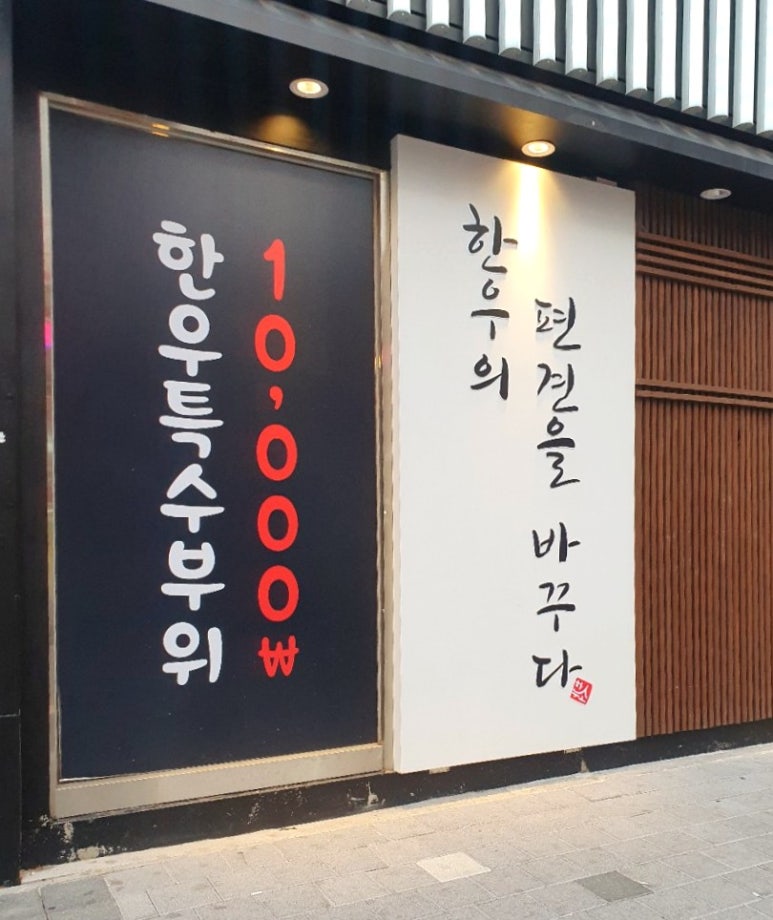 한우특수부위
10,000₩
한우의
편견을 바꾸다